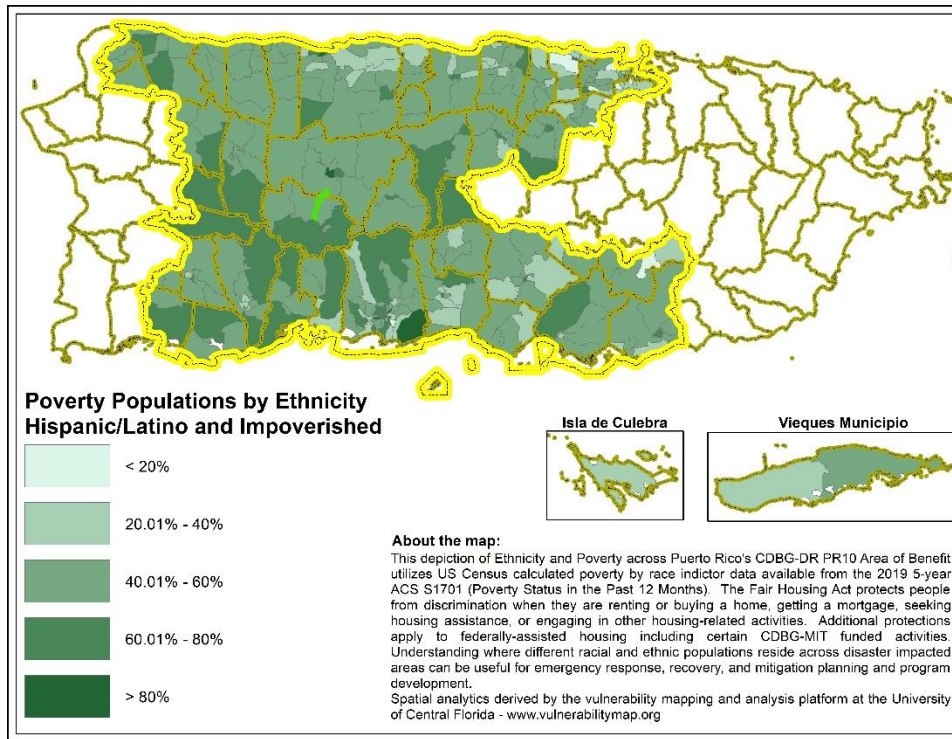 Poverty Populations by Ethnicity
Hispanic/Latino and Impoverished
< 20%
20.01% - 40%
40.01% - 60%
60.01% - 80%
> 80%
Isla de Culebra
Vieques Municipio
About the map:
This depiction of Ethnicity and Poverty across Puerto Rico's CDBG-DR PR10 Area of Benefit
utilizes US Census calculated poverty by race indictor data available from the 2019 5-year
ACS S1701 (Poverty Status in the Past 12 Months). The Fair Housing Act protects people
from discrimination when they are renting or buying a home, getting a mortgage, seeking
housing assistance, or engaging in other housing-related activities. Additional protections
apply to federally-assisted housing including certain CDBG-MIT funded activities.
Understanding where different racial and ethnic populations reside across disaster impacted
areas can be useful for emergency response, recovery, and mitigation planning and program
development.
Spatial analytics derived by the vulnerability mapping and analysis platform at the University
of Central Florida - www.vulnerabilitymap.org